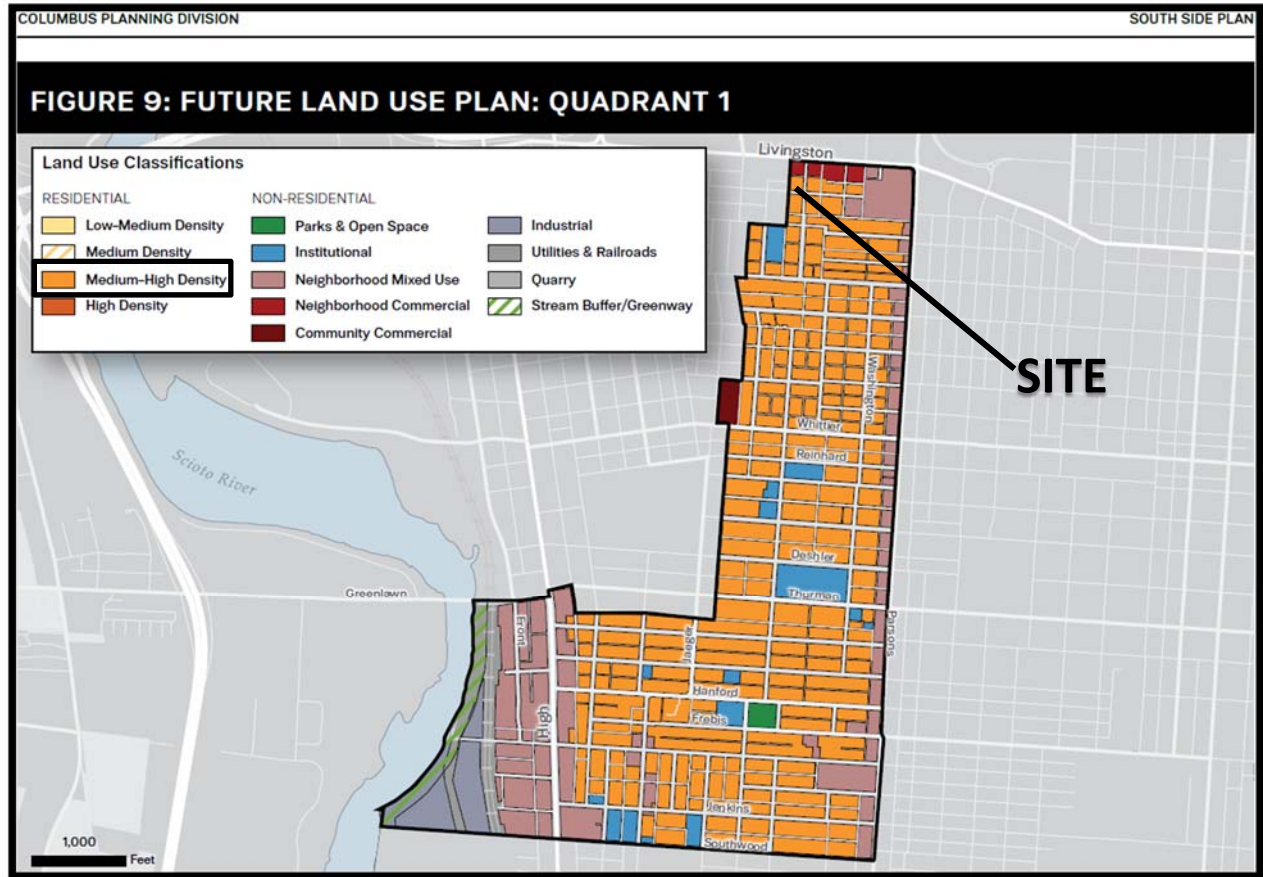 COLUMBUS PLANNING DIVISION
SOUTH SIDE PLAN
FIGURE 9: FUTURE LAND USE PLAN: QUADRANT 1
Land Use Classifications
RESIDENTIAL
Low-Medium Density
Medium Density
Medium-High Density
High Density
NON-RESIDENTIAL
Parks & Open Space
Institutional
Neighborhood Mixed Use
Neighborhood Commercial
Community Commercial
Industrial
Utilities & Railroads
Quarry
Stream Buffer/Greenway
Livingston
SITE
Washington
Whittier
Reinhard
Scioto River
Deshler
Thurman
Greenlawn
Front
Jaeger
Parsons
Hanford
Frebis
High
Jenkins
Southwood
1,000
Feet